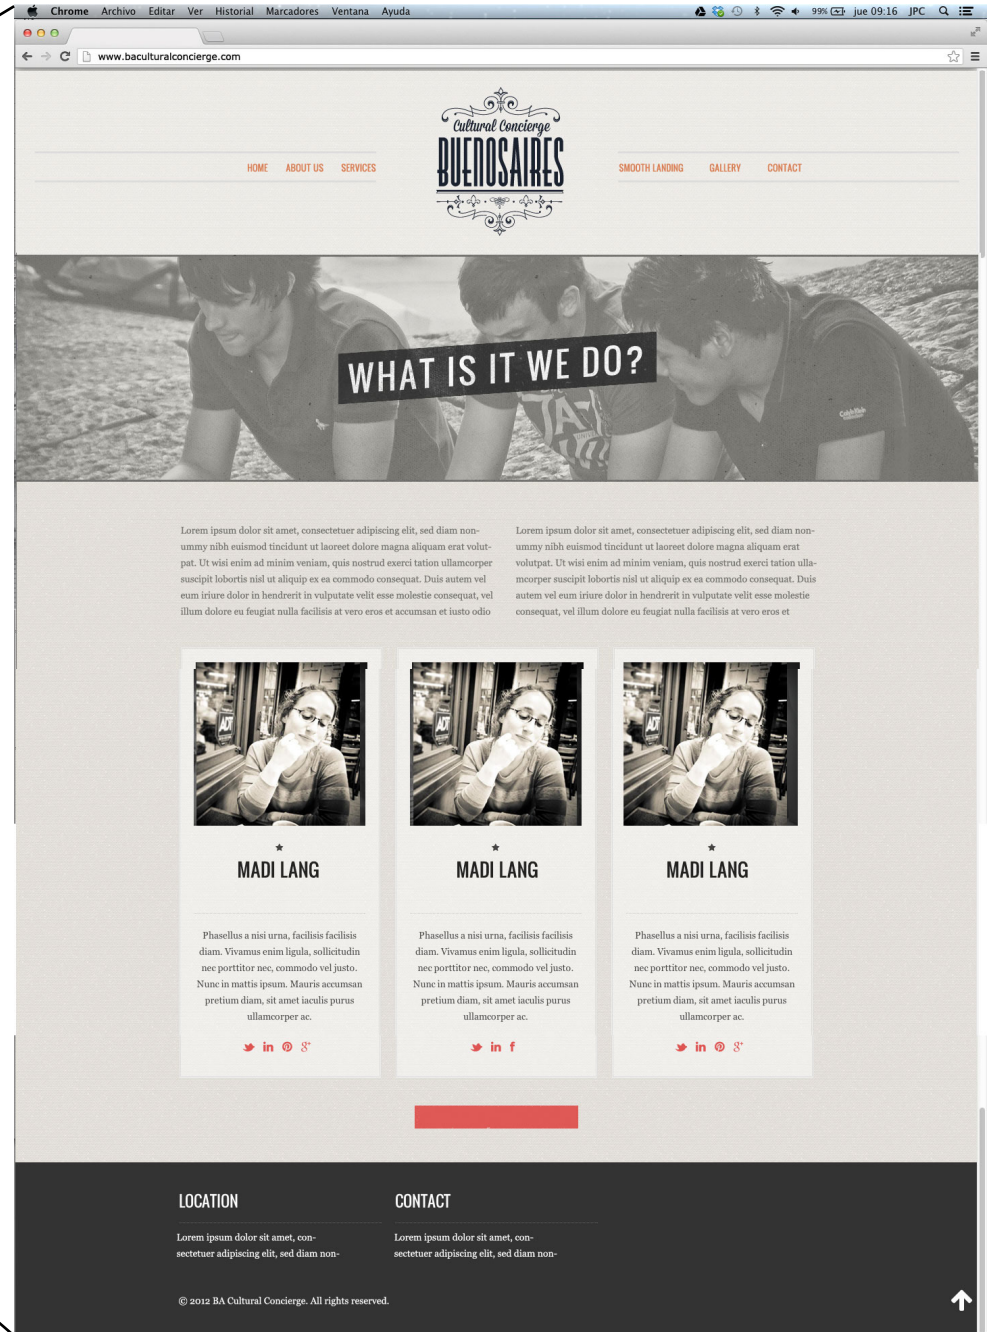 Chrome Archivo Editar Ver Historial Marcadores Ventana Ayuda 99% jue 09:16 JPC
www.baculturalconcierge.com
Cultural Concierge
BUENOSAIRES
HOME ABOUT US SERVICES SMOOTH LANDING GALLERY CONTACT
WHAT IS IT WE DO?
Lorem ipsum dolor sit amet, consectetuer adipiscing elit, sed diam non-
ummy nibh euismod tincidunt ut laoreet dolore magna aliquam erat volut-
pat. Ut wisi enim ad minim veniam, quis nostrud exerci tation ullamcorper
suscipit lobortis nisl ut aliquip ex ea commodo consequat. Duis autem vel
eum iriure dolor in hendrerit in vulputate velit esse molestie consequat, vel
illum dolore eu feugiat nulla facilisis at vero eros et accumsan et iusto odio
Lorem ipsum dolor sit amet, consectetuer adipiscing elit, sed diam non-
ummy nibh euismod tincidunt ut laoreet dolore magna aliquam erat
volutpat. Ut wisi enim ad minim veniam, quis nostrud exerci tation ulla-
mcorper suscipit lobortis nisl ut aliquip ex ea commodo consequat. Duis
autem vel eum iriure dolor in hendrerit in vulputate velit esse molestie
consequat, vel illum dolore eu feugiat nulla facilisis at vero eros et
ADT
MADI LANG
Phasellus a nisi urna, facilisis facilisis
diam. Vivamus enim ligula, sollicitudin
nec porttitor nec, commodo vel justo.
Nunc in mattis ipsum. Mauris accumsan
pretium diam, sit amet iaculis purus
ullamcorper ac.
ADT
MADI LANG
Phasellus a nisi urna, facilisis facilisis
diam. Vivamus enim ligula, sollicitudin
nec porttitor nec, commodo vel justo.
Nunc in mattis ipsum. Mauris accumsan
pretium diam, sit amet iaculis purus
ullamcorper ac.
ADT
MADI LANG
Phasellus a nisi urna, facilisis facilisis
diam. Vivamus enim ligula, sollicitudin
nec porttitor nec, commodo vel justo.
Nunc in mattis ipsum. Mauris accumsan
pretium diam, sit amet iaculis purus
ullamcorper ac.
LOCATION
Lorem ipsum dolor sit amet, con-
sectetuer adipiscing elit, sed diam non-
CONTACT
Lorem ipsum dolor sit amet, con-
sectetuer adipiscing elit, sed diam non-
© 2012 BA Cultural Concierge. All rights reserved.